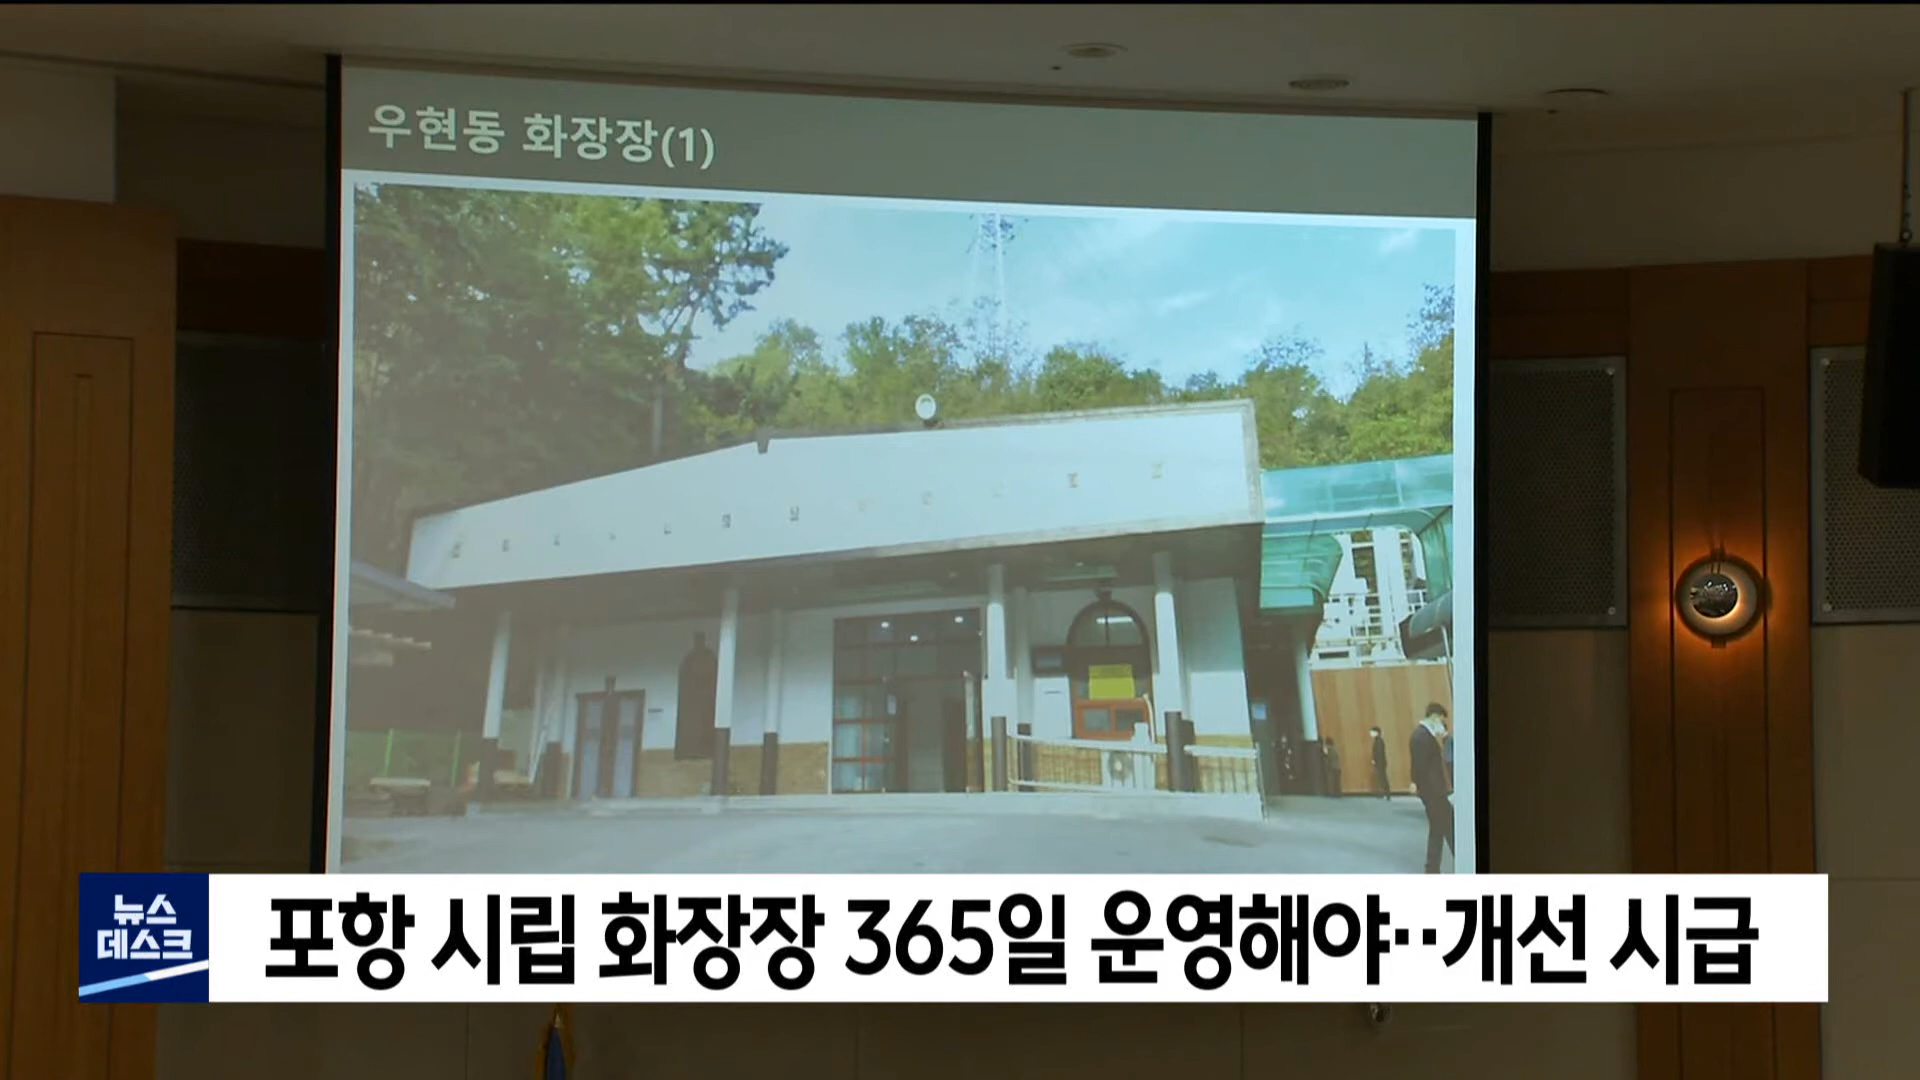 우현동 화장장(1)
뉴스
데스크
포항 시립 화장장 365일 운영해야··개선 시급